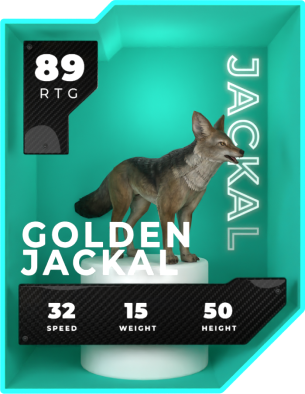 89
RTG
JACKAL
GOLDEN
JACKAL
32 15 50
SPEED WEIGHT HEIGHT